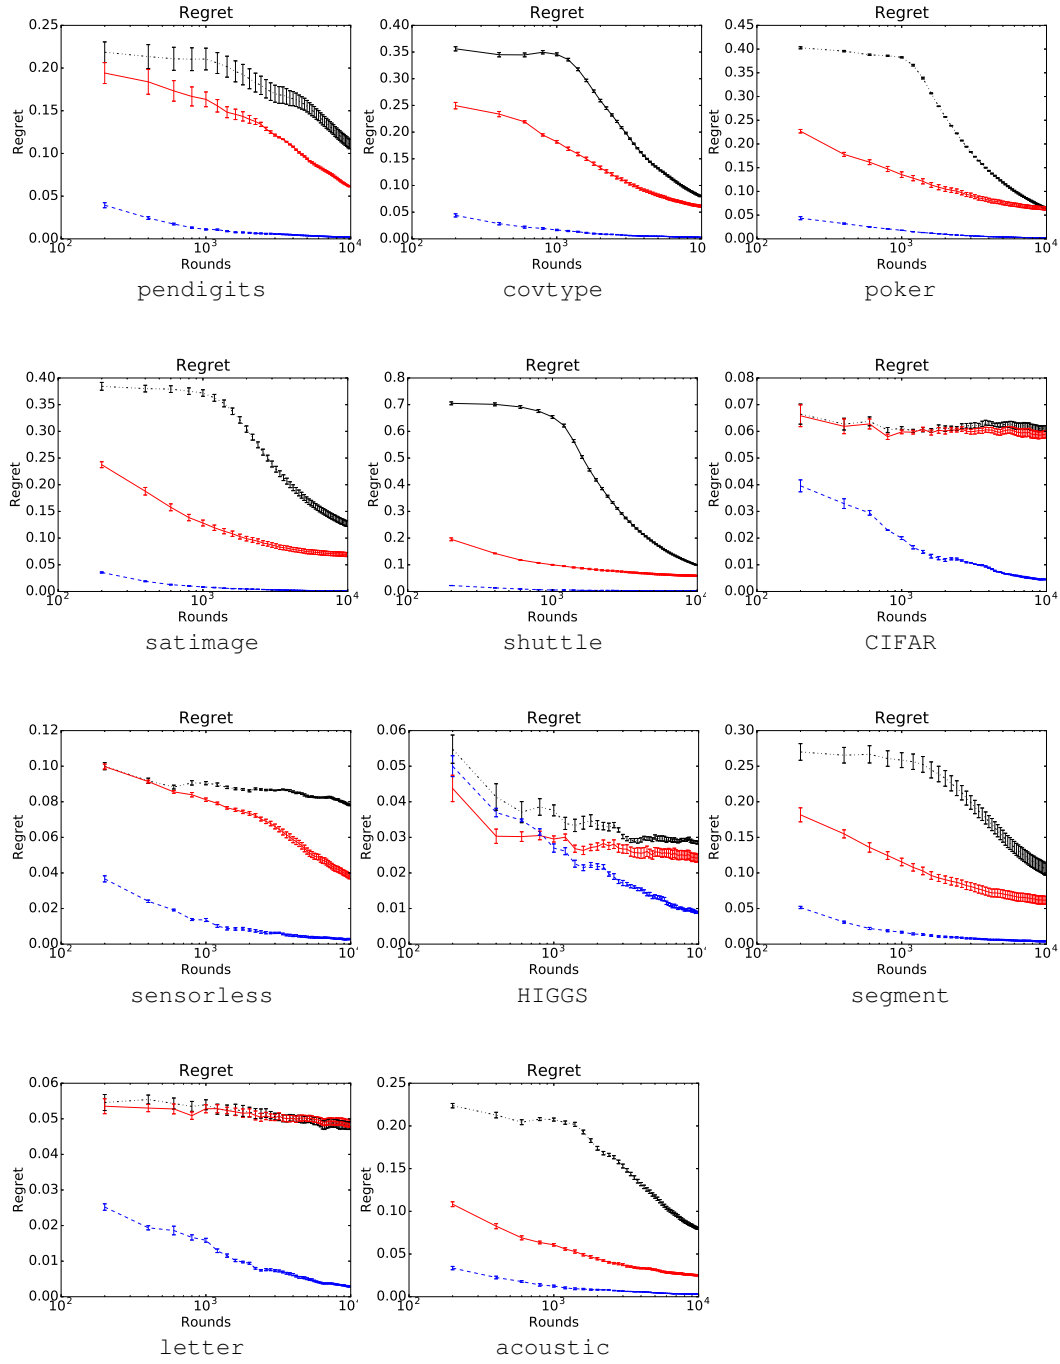 Regret
0.25
0.20
0.15
0.10
0.05
0.00
Regret
10²
10³
10⁴
Rounds
pendigits
Regret
0.40
0.35
0.30
0.25
0.20
0.15
0.10
0.05
0.00
Regret
10²
10³
10
Rounds
covtype
Regret
0.45
0.40
0.35
0.30
0.25
0.20
0.15
0.10
0.05
0.00
Regret
10²
10³
10⁴
Rounds
poker
Regret
0.40
0.35
0.30
0.25
0.20
0.15
0.10
0.05
0.00
Regret
10²
10³
10⁴
Rounds
satimage
Regret
0.8
0.7
0.6
0.5
0.4
0.3
0.2
0.1
0.0
Regret
10²
10³
10
Rounds
shuttle
Regret
0.08
0.07
0.06
0.05
0.04
0.03
0.02
0.01
0.00
Regret
10²
10³
10⁴
Rounds
CIFAR
Regret
0.12
0.10
0.08
0.06
0.04
0.02
0.00
Regret
10²
10³
10
Rounds
sensorless
Regret
0.06
0.05
0.04
0.03
0.02
0.01
0.00
Regret
10²
10³
10
Rounds
HIGGS
Regret
0.30
0.25
0.20
0.15
0.10
0.05
0.00
Regret
10²
10³
10⁴
Rounds
segment
Regret
0.06
0.05
0.04
0.03
0.02
0.01
0.00
Regret
10²
10³
10
Rounds
letter
Regret
0.25
0.20
0.15
0.10
0.05
0.00
Regret
10²
10³
10⁴
Rounds
acoustic